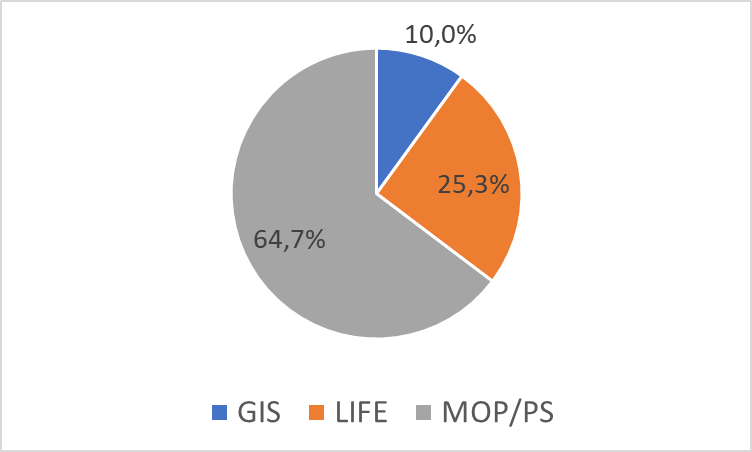 10,0%
25,3%
64,7%
GIS LIFE MOP/PS